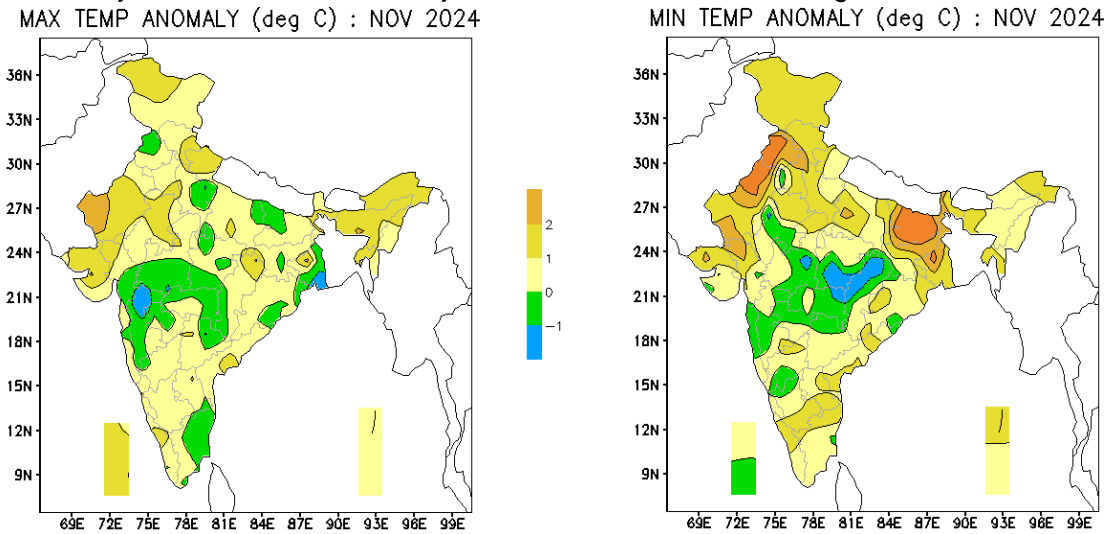 MAX TEMP ANOMALY (deg C) : NOV 2024
36N
33N
30N
27N
24N
21N
18N
15N
12N
9N
69E 72E 75E 78E 81E 84E 87E 90E 93E 96E 99E
2
1
0
−1
MIN TEMP ANOMALY (deg C) : NOV 2024
36N
33N
30N
27N
24N
21N
18N
15N
12N
9N
69E 72E 75E 78E 81E 84E 87E 90E 93E 96E 99E